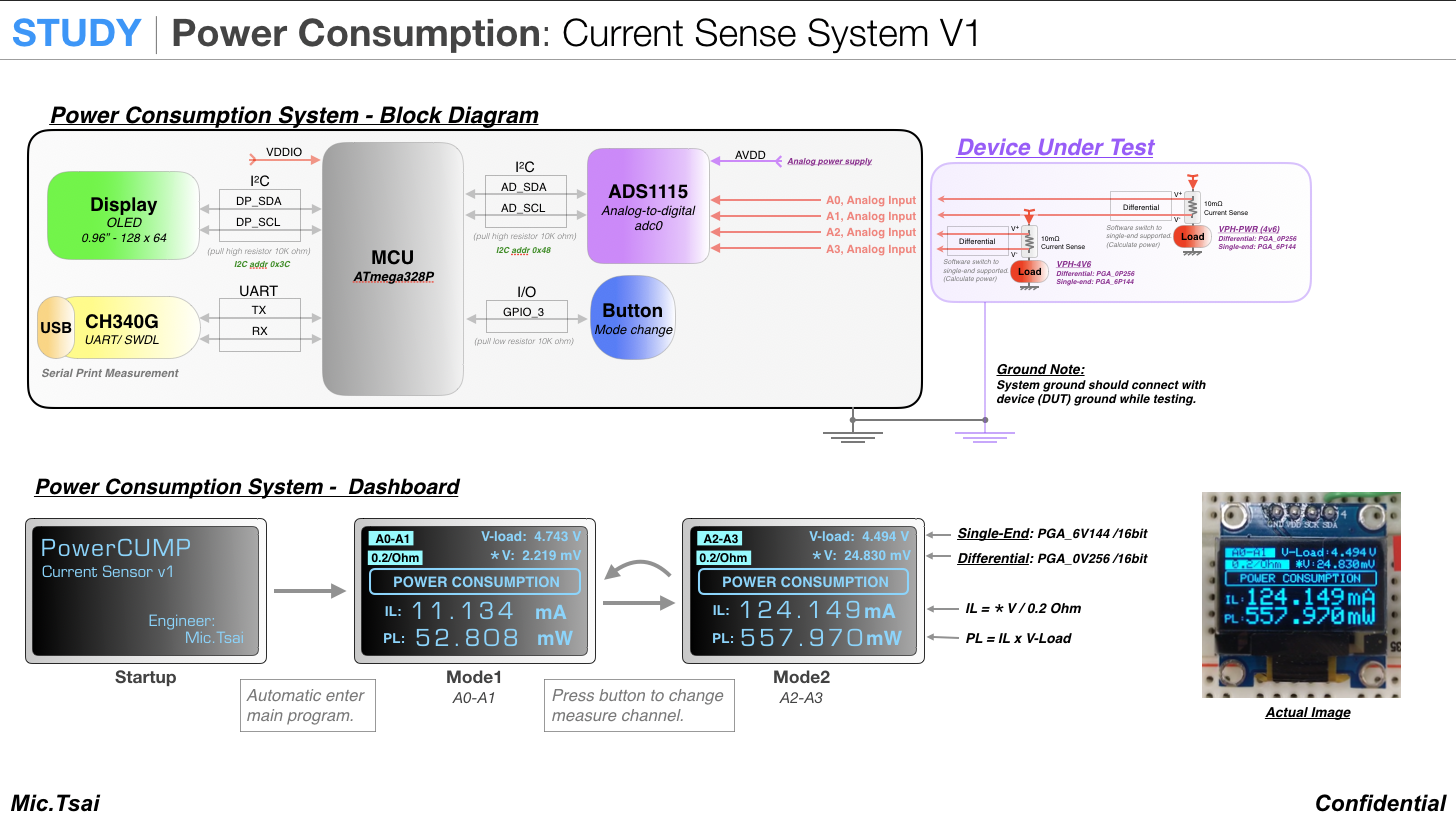 STUDY | Power Consumption: Current Sense System V1
Power Consumption System - Block Diagram
VDDIO
Display
OLED
0.96" - 128 x 64
I²C
DP_SDA
DP_SCL
(pull high resistor 10K ohm)
I2C addr 0x3C
USB
CH340G
UART/ SWDL
UART
TX
RX
Serial Print Measurement
MCU
ATmega328P
I²C
AD_SDA
AD_SCL
(pull high resistor 10K ohm)
I2C addr 0x48
I/O
GPIO_3
(pull low resistor 10K ohm)
ADS1115
Analog-to-digital
adc0
Button
Mode change
AVDD
Analog power supply
A0, Analog Input
A1, Analog Input
A2, Analog Input
A3, Analog Input
Device Under Test
V+
Differential
V-
10mΩ
Current Sense
Software switch to
single-end supported.
(Calculate power)
Load
VPH-PWR (4v6)
Differential: PGA_0P256
Single-end: PGA_6P144
V+
Differential
V-
10mΩ
Current Sense
Software switch to
single-end supported.
(Calculate power)
Load
VPH-4V6
Differential: PGA_0P256
Single-end: PGA_6P144
Ground Note:
System ground should connect with
device (DUT) ground while testing.
Power Consumption System - Dashboard
PowerCUMP
Current Sensor v1
Engineer:
Mic.Tsai
Startup
Automatic enter
main program.
A0-A1 V-load: 4.743 V
0.2/Ohm *V: 2.219 mV
POWER CONSUMPTION
IL: 11.134 mA
PL: 52.808 mW
Mode1
A0-A1
Press button to change
measure channel.
A2-A3 V-load: 4.494 V
0.2/Ohm *V: 24.830 mV
POWER CONSUMPTION
IL: 124.149 mA
PL: 557.970 mW
Mode2
A2-A3
Single-End: PGA_6V144 /16bit
Differential: PGA_0V256 /16bit
IL = * V / 0.2 Ohm
PL = IL x V-Load
GND VDD SCK SDA
A0-A1 V-Load:4.494V
0.2/Ohm *V:24.830mV
POWER CONSUMPTION
IL:124.149mA
PL:557.970mW
Actual Image
Mic.Tsai
Confidential